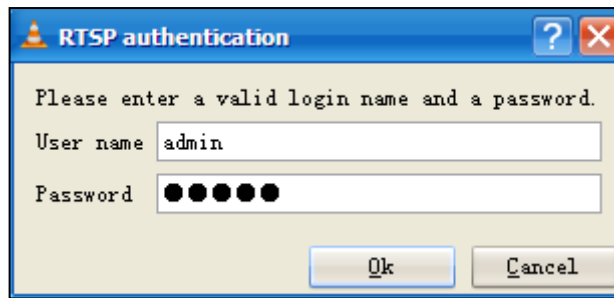 RTSP authentication
Please enter a valid login name and a password.
User name admin
Password ●●●●●
Ok Cancel